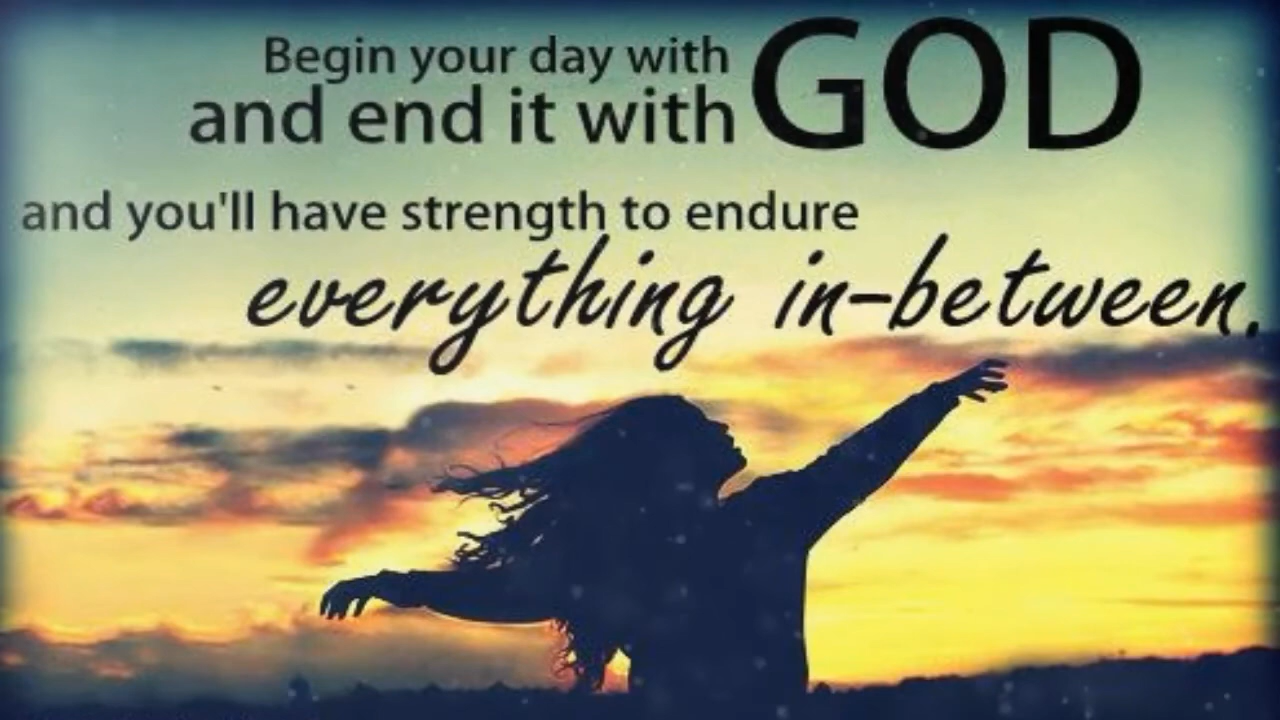 Begin your day with
and end it with GOD
and you'll have strength to endure
everything in-between.